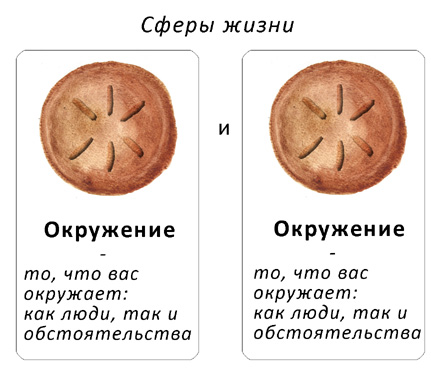 Сферы жизни
Окружение
-
то, что вас
окружает:
как люди, так и
обстоятельства
и
Окружение
-
то, что вас
окружает:
как люди, так и
обстоятельства